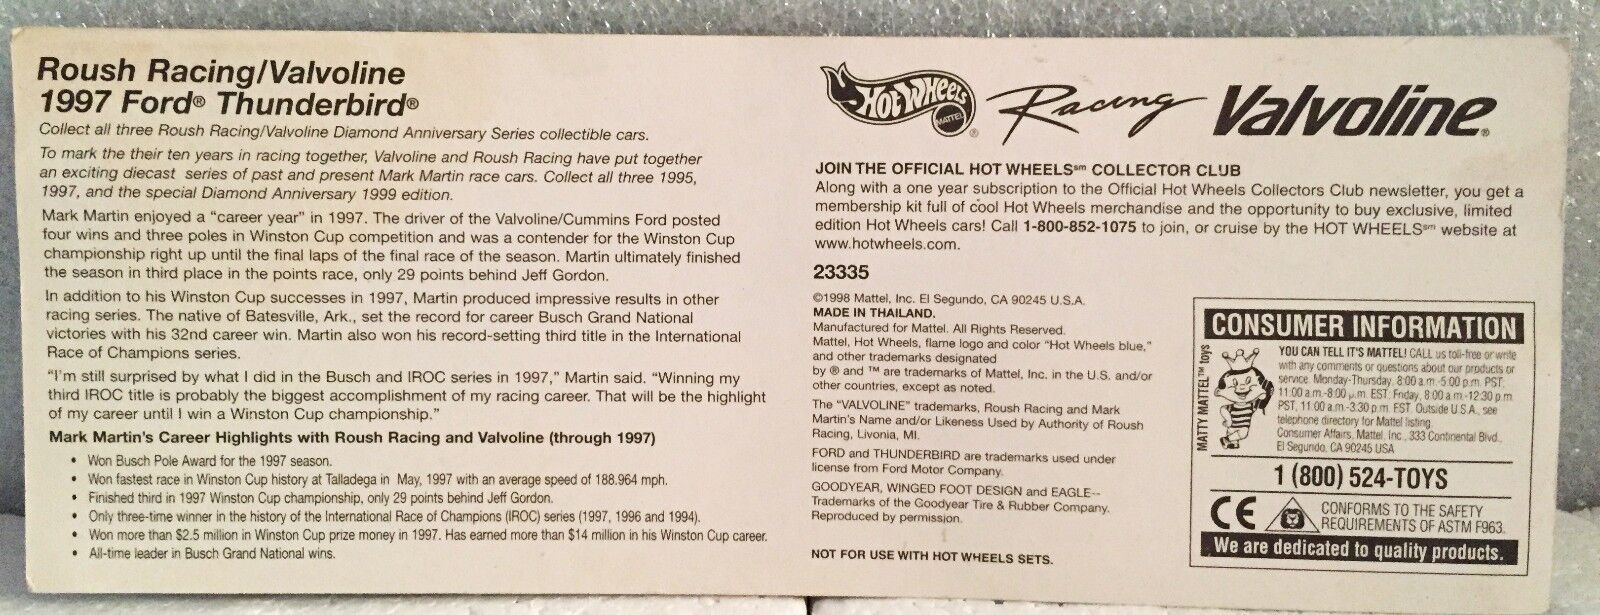 Roush Racing/Valvoline
1997 Ford® Thunderbird®
Collect all three Roush Racing/Valvoline Diamond Anniversary Series collectible cars.
To mark the their ten years in racing together, Valvoline and Roush Racing have put together
an exciting diecast series of past and present Mark Martin race cars. Collect all three 1995,
1997, and the special Diamond Anniversary 1999 edition.
Mark Martin enjoyed a "career year" in 1997. The driver of the Valvoline/Cummins Ford posted
four wins and three poles in Winston Cup competition and was a contender for the Winston Cup
championship right up until the final laps of the final race of the season. Martin ultimately finished
the season in third place in the points race, only 29 points behind Jeff Gordon.
In addition to his Winston Cup successes in 1997, Martin produced impressive results in other
racing series. The native of Batesville, Ark., set the record for career Busch Grand National
victories with his 32nd career win. Martin also won his record-setting third title in the International
Race of Champions series.
"I'm still surprised by what I did in the Busch and IROC series in 1997," Martin said. "Winning my
third IROC title is probably the biggest accomplishment of my racing career. That will be the highlight
of my career until I win a Winston Cup championship."
Mark Martin's Career Highlights with Roush Racing and Valvoline (through 1997)
• Won Busch Pole Award for the 1997 season.
• Won fastest race in Winston Cup history at Talladega in May, 1997 with an average speed of 188.964 mph.
• Finished third in 1997 Winston Cup championship, only 29 points behind Jeff Gordon.
• Only three-time winner in the history of the International Race of Champions (IROC) series (1997, 1996 and 1994).
• Won more than $2.5 million in Winston Cup prize money in 1997. Has earned more than $14 million in his Winston Cup career.
• All-time leader in Busch Grand National wins.
Hot Wheels MATTEL ® Racing Valvoline®
JOIN THE OFFICIAL HOT WHEELS℠ COLLECTOR CLUB
Along with a one year subscription to the Official Hot Wheels Collectors Club newsletter, you get a
membership kit full of cool Hot Wheels merchandise and the opportunity to buy exclusive, limited
edition Hot Wheels cars! Call 1-800-852-1075 to join, or cruise by the HOT WHEELS℠ website at
www.hotwheels.com.
23335
©1998 Mattel, Inc. El Segundo, CA 90245 U.S.A.
MADE IN THAILAND.
Manufactured for Mattel. All Rights Reserved.
Mattel, Hot Wheels, flame logo and color "Hot Wheels blue,"
and other trademarks designated
by ® and ™ are trademarks of Mattel, Inc. in the U.S. and/or
other countries, except as noted.
The "VALVOLINE" trademarks, Roush Racing and Mark
Martin's Name and/or Likeness Used by Authority of Roush
Racing, Livonia, MI.
FORD and THUNDERBIRD are trademarks used under
license from Ford Motor Company.
GOODYEAR, WINGED FOOT DESIGN and EAGLE--
Trademarks of the Goodyear Tire & Rubber Company.
Reproduced by permission.
NOT FOR USE WITH HOT WHEELS SETS.
CONSUMER INFORMATION
MATTY MATTEL™ toys
YOU CAN TELL IT'S MATTEL! CALL us toll-free or write
with any comments or questions about our products or
service. Monday-Thursday, 8:00 a.m.-5:00 p.m. PST,
11:00 a.m.-8:00 p.m. EST; Friday, 8:00 a.m.-12:30 p.m.
PST, 11:00 a.m.-3:30 p.m. EST. Outside U.S.A., see
telephone directory for Mattel listing.
Consumer Affairs, Mattel, Inc., 333 Continental Blvd.,
El Segundo, CA 90245 USA
1 (800) 524-TOYS
CE CONFORMS TO THE SAFETY
REQUIREMENTS OF ASTM F963.
We are dedicated to quality products.